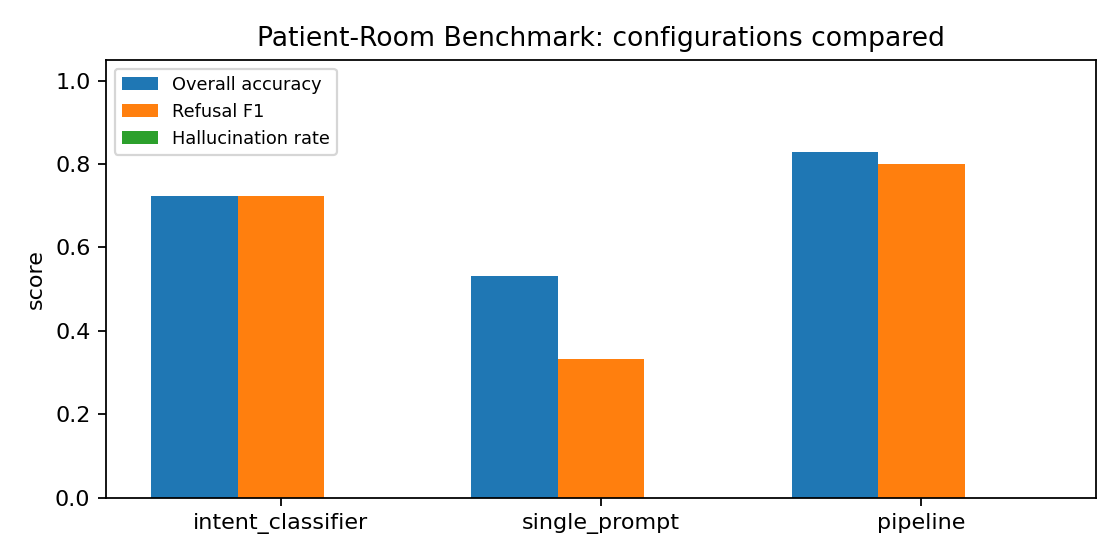 Patient-Room Benchmark: configurations compared
Overall accuracy
Refusal F1
Hallucination rate
score
1.0
0.8
0.6
0.4
0.2
0.0
intent_classifier
single_prompt
pipeline